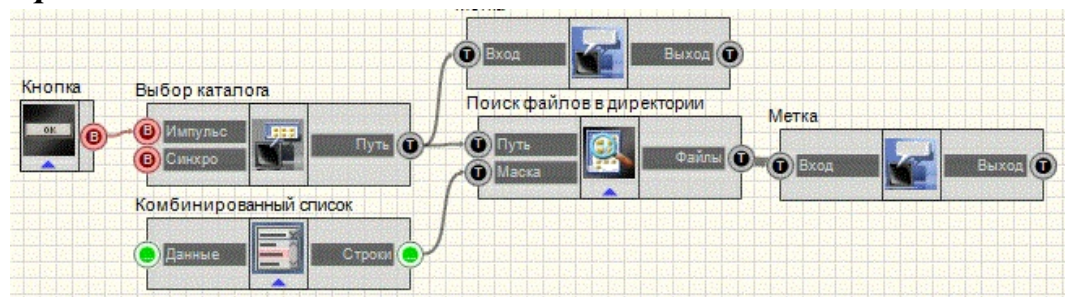 Вход
Выход
Кнопка
Выбор каталога
Поиск файлов в директории
Метка
OK
Импульс
Синхро
Путь
Путь
Маска
Файлы
Вход
Выход
Комбинированный список
Данные
Строки
T
T
B
B
B
T
T
T
T
T
T